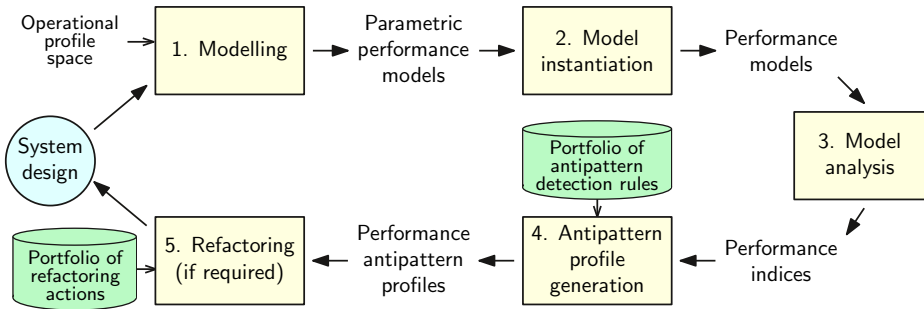 Operational
profile
space
1. Modelling
Parametric
performance
models
2. Model
instantiation
Performance
models
System
design
Portfolio of
antipattern
detection rules
3. Model
analysis
Portfolio of
refactoring
actions
5. Refactoring
(if required)
Performance
antipattern
profiles
4. Antipattern
profile
generation
Performance
indices